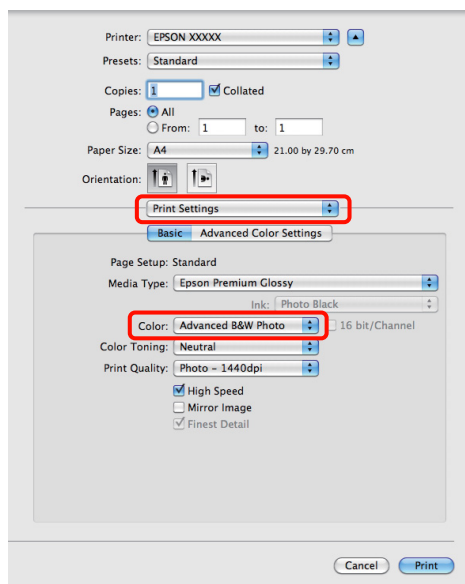 Printer: EPSON XXXXX
Presets: Standard
Copies: 1 Collated
Pages: All
From: 1 to: 1
Paper Size: A4 21.00 by 29.70 cm
Orientation:
Print Settings
Basic Advanced Color Settings
Page Setup: Standard
Media Type: Epson Premium Glossy
Ink: Photo Black
Color: Advanced B&W Photo 16 bit/Channel
Color Toning: Neutral
Print Quality: Photo - 1440dpi
High Speed
Mirror Image
Finest Detail
Cancel Print